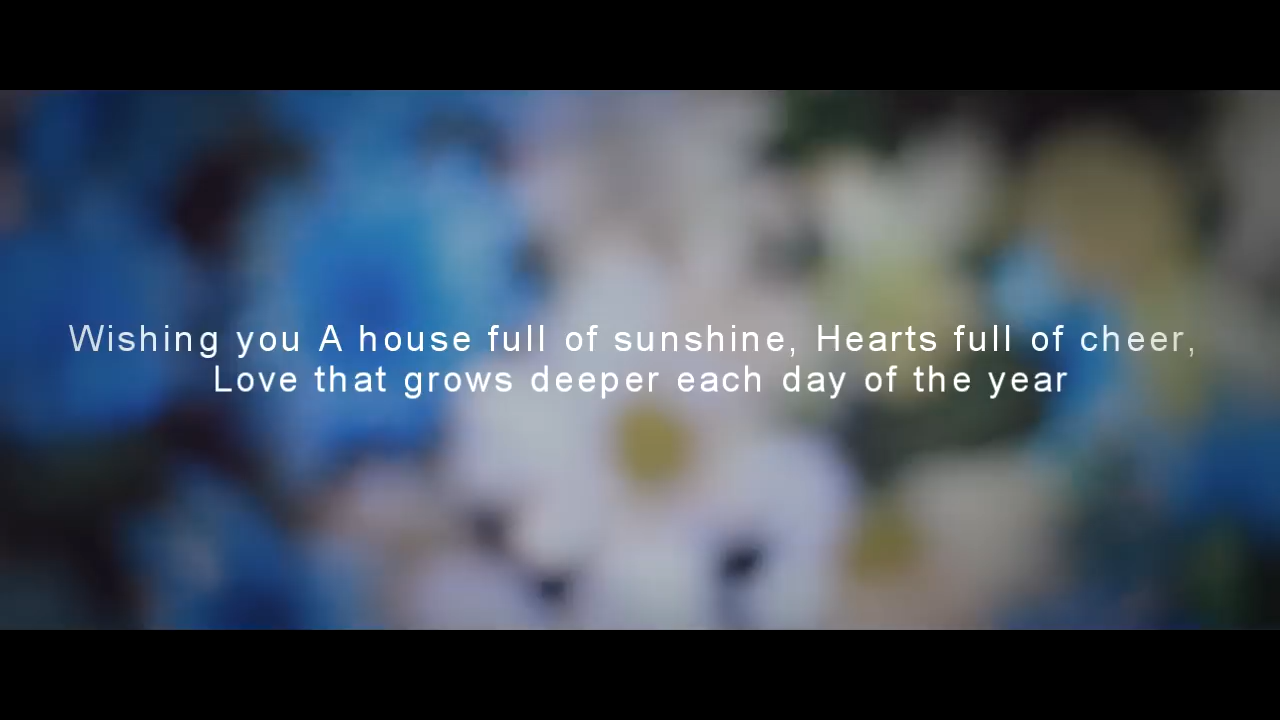 Wishing you A house full of sunshine, Hearts full of cheer,
Love that grows deeper each day of the year